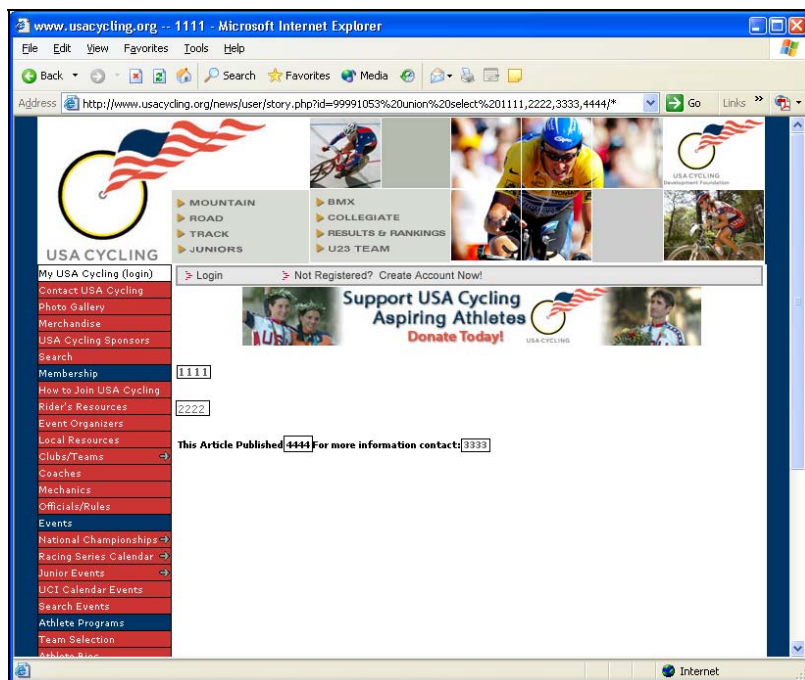 www.usacycling.org -- 1111 - Microsoft Internet Explorer
File Edit View Favorites Tools Help
Back Search Favorites Media
Address http://www.usacycling.org/news/user/story.php?id=99991053%20union%20select%201111,2222,3333,4444/* Go Links »
USA CYCLING
Development Foundation
MOUNTAIN BMX
ROAD COLLEGIATE
TRACK RESULTS & RANKINGS
JUNIORS U23 TEAM
USA CYCLING
My USA Cycling (login)
Login Not Registered? Create Account Now!
Contact USA Cycling
Photo Gallery
Merchandise
USA Cycling Sponsors
Search
Support USA Cycling
Aspiring Athletes
Donate Today!
USA CYCLING
Membership
1111
How to Join USA Cycling
Rider's Resources
2222
Event Organizers
Local Resources
This Article Published 4444 For more information contact: 3333
Clubs/Teams
Coaches
Mechanics
Officials/Rules
Events
National Championships
Racing Series Calendar
Junior Events
UCI Calendar Events
Search Events
Athlete Programs
Team Selection
Athlete Bios
Internet